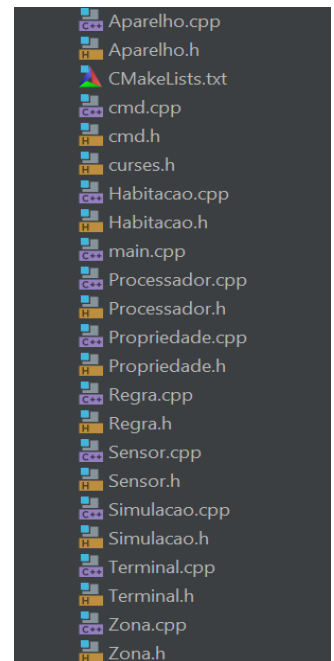 Aparelho.cpp
Aparelho.h
CMakeLists.txt
cmd.cpp
cmd.h
curses.h
Habitacao.cpp
Habitacao.h
main.cpp
Processador.cpp
Processador.h
Propriedade.cpp
Propriedade.h
Regra.cpp
Regra.h
Sensor.cpp
Sensor.h
Simulacao.cpp
Simulacao.h
Terminal.cpp
Terminal.h
Zona.cpp
Zona.h